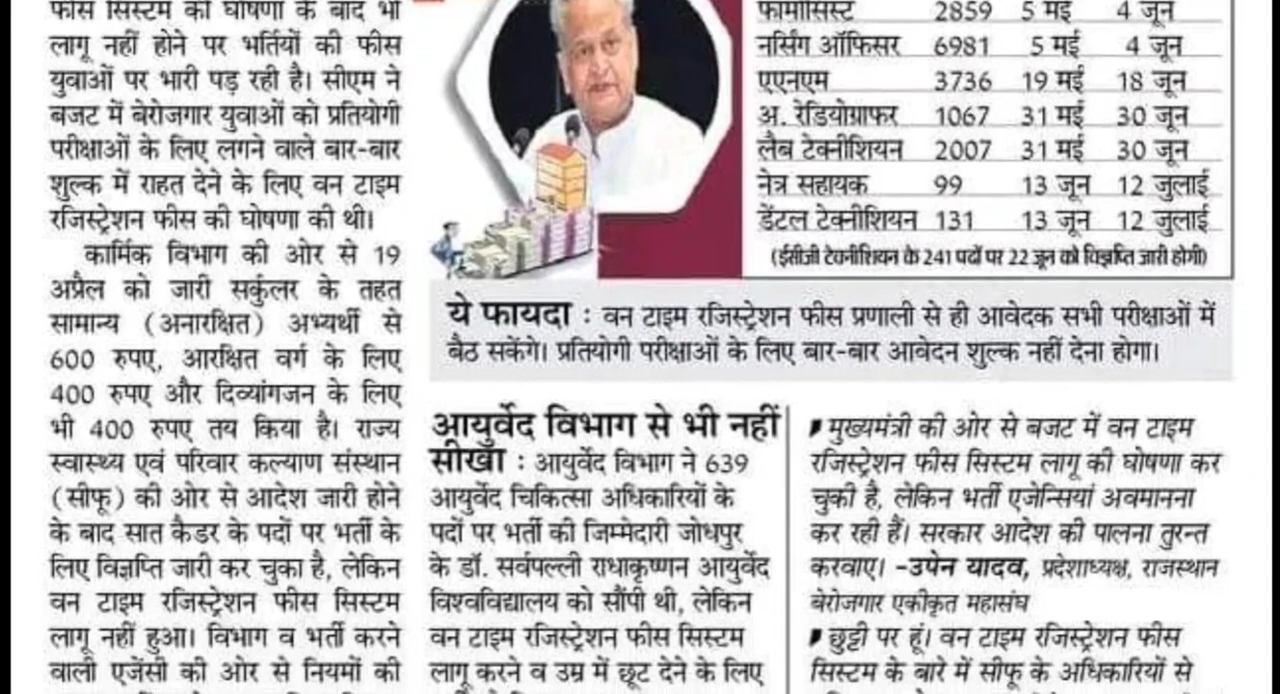 फीस सिस्टम की घोषणा के बाद भी
लागू नहीं होने पर भर्तियों की फीस
युवाओं पर भारी पड़ रही है। सीएम ने
बजट में बेरोजगार युवाओं को प्रतियोगी
परीक्षाओं के लिए लगने वाले बार-बार
शुल्क में राहत देने के लिए वन टाइम
रजिस्ट्रेशन फीस की घोषणा की थी।
कार्मिक विभाग की ओर से 19
अप्रैल को जारी सर्कुलर के तहत
सामान्य (अनारक्षित) अभ्यर्थी से
600 रुपए, आरक्षित वर्ग के लिए
400 रुपए और दिव्यांगजन के लिए
भी 400 रुपए तय किया है। राज्य
स्वास्थ्य एवं परिवार कल्याण संस्थान
(सीफू) की ओर से आदेश जारी होने
के बाद सात कैडर के पदों पर भर्ती के
लिए विज्ञप्ति जारी कर चुका है, लेकिन
वन टाइम रजिस्ट्रेशन फीस सिस्टम
लागू नहीं हुआ। विभाग व भर्ती करने
वाली एजेंसी की ओर से नियमों की
फार्मासिस्ट 2859 5 मई 4 जून
नर्सिंग ऑफिसर 6981 5 मई 4 जून
एएनएम 3736 19 मई 18 जून
अ. रेडियोग्राफर 1067 31 मई 30 जून
लैब टेक्नीशियन 2007 31 मई 30 जून
नेत्र सहायक 99 13 जून 12 जुलाई
डेंटल टेक्नीशियन 131 13 जून 12 जुलाई
(ईसीजी टेक्नीशियन के 241 पदों पर 22 जून को विज्ञप्ति जारी होगी)
ये फायदा : वन टाइम रजिस्ट्रेशन फीस प्रणाली से ही आवेदक सभी परीक्षाओं में
बैठ सकेंगे। प्रतियोगी परीक्षाओं के लिए बार-बार आवेदन शुल्क नहीं देना होगा।
आयुर्वेद विभाग से भी नहीं
सीखा : आयुर्वेद विभाग ने 639
आयुर्वेद चिकित्सा अधिकारियों के
पदों पर भर्ती की जिम्मेदारी जोधपुर
के डॉ. सर्वपल्ली राधाकृष्णन आयुर्वेद
विश्वविद्यालय को सौंपी थी, लेकिन
वन टाइम रजिस्ट्रेशन फीस सिस्टम
लागू करने व उम्र में छूट देने के लिए
मुख्यमंत्री की ओर से बजट में वन टाइम
रजिस्ट्रेशन फीस सिस्टम लागू की घोषणा कर
चुकी है, लेकिन भर्ती एजेन्सियां अवमानना
कर रही हैं। सरकार आदेश की पालना तुरन्त
करवाए। -उपेन यादव, प्रदेशाध्यक्ष, राजस्थान
बेरोजगार एकीकृत महासंघ
छुट्टी पर हूं। वन टाइम रजिस्ट्रेशन फीस
सिस्टम के बारे में सीफू के अधिकारियों से